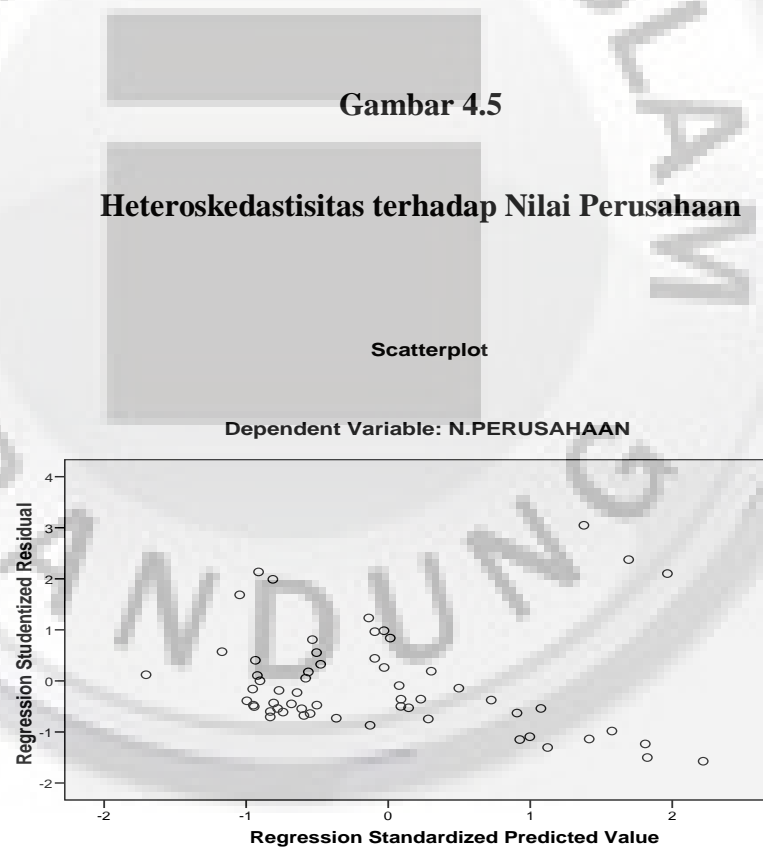 Gambar 4.5
Heteroskedastisitas terhadap Nilai Perusahaan
Scatterplot
Dependent Variable: N.PERUSAHAAN
Regression Studentized Residual
4
3
2
1
0
-1
-2
-2
-1
0
1
2
Regression Standardized Predicted Value